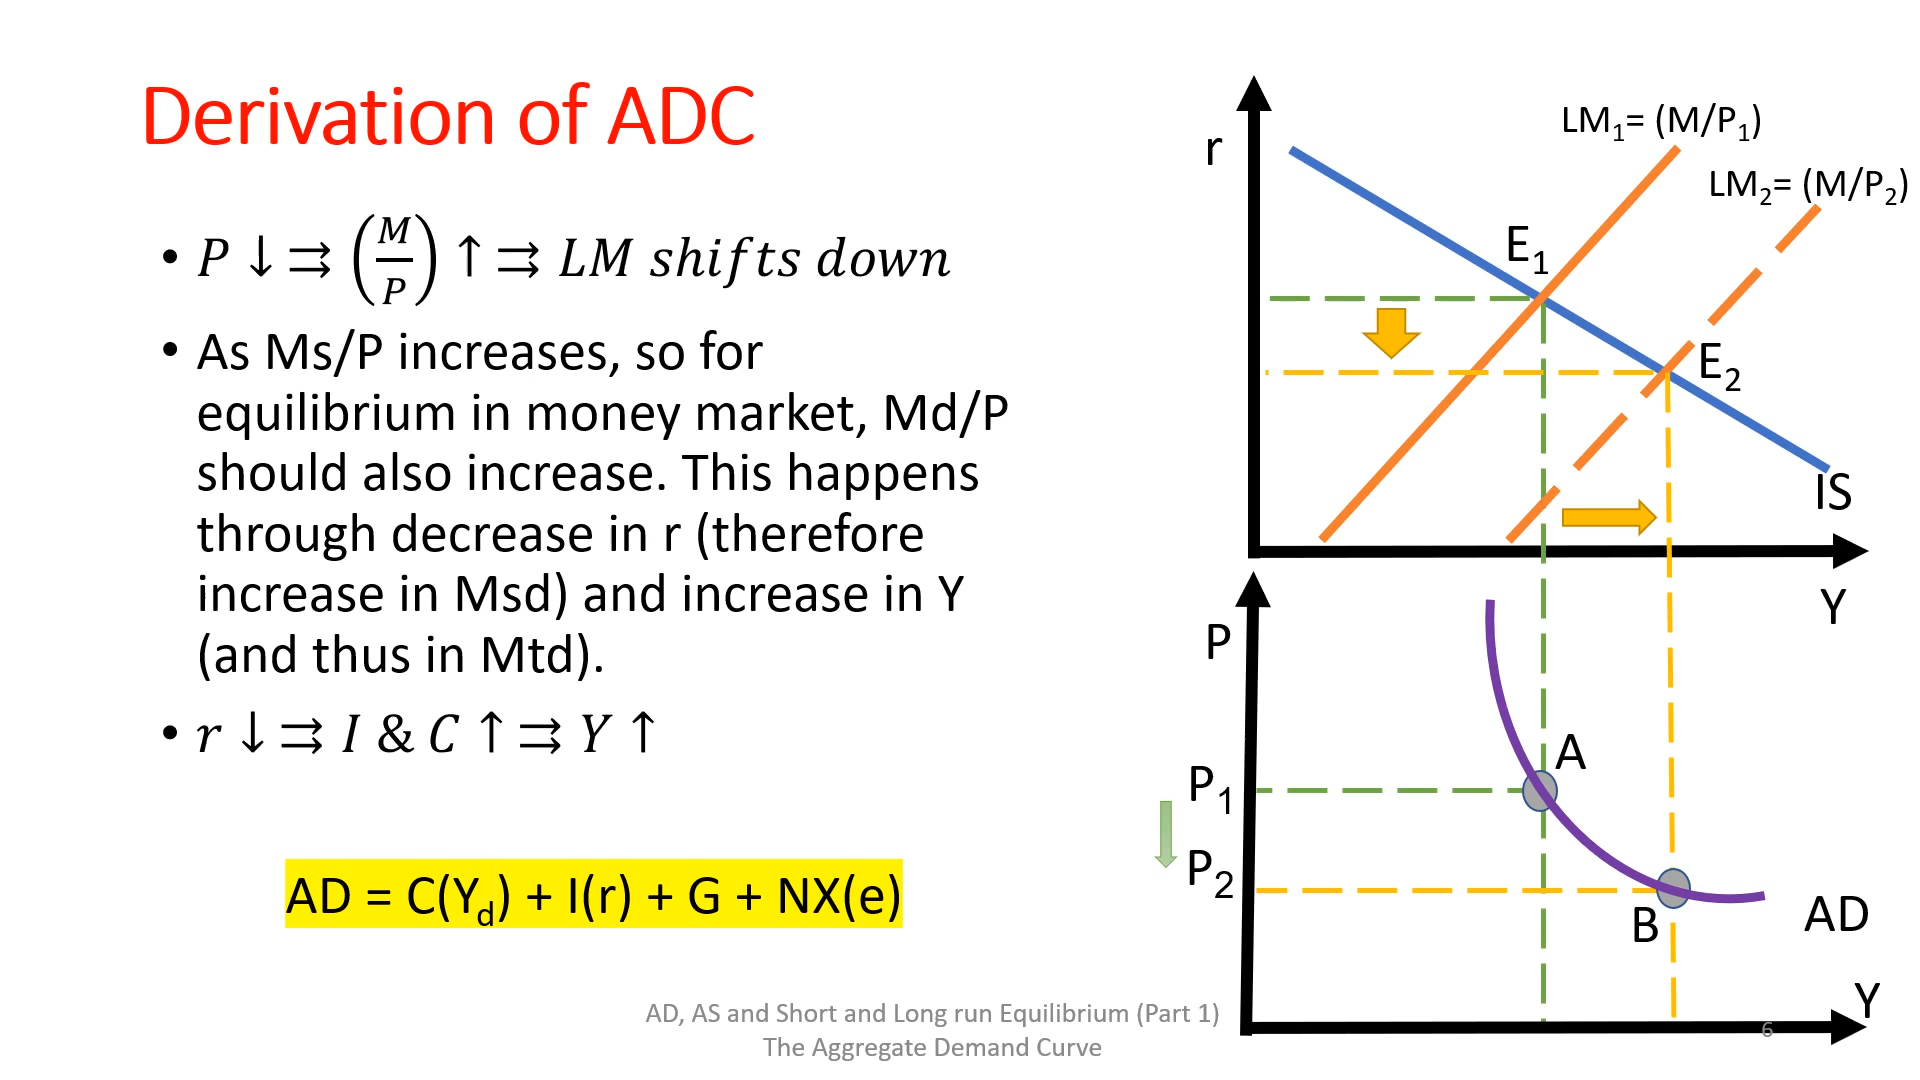 Derivation of ADC
• P ↓ ⇉ (M/P) ↑ ⇉ LM shifts down
• As Ms/P increases, so for
equilibrium in money market, Md/P
should also increase. This happens
through decrease in r (therefore
increase in Msd) and increase in Y
(and thus in Mtd).
• r ↓ ⇉ I & C ↑ ⇉ Y ↑
AD = C(Y_d) + I(r) + G + NX(e)
r
LM₁= (M/P₁)
LM₂= (M/P₂)
E₁
E₂
IS
Y
P
A
P₁
P₂
B
AD
Y
AD, AS and Short and Long run Equilibrium (Part 1)
The Aggregate Demand Curve
6